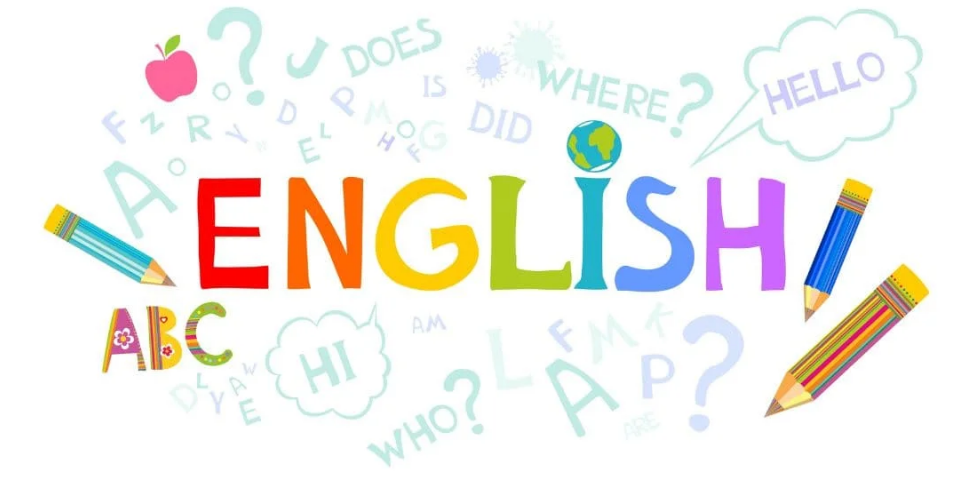 ?
J DOES
IS
WHERE?
HELLO
F Z R Y D P M
O
DID
E L H O F G
O
A
ENGLISH
ABC
AM
HI
L F M K ?
D L Y A W E
A P
WHO?
ARE